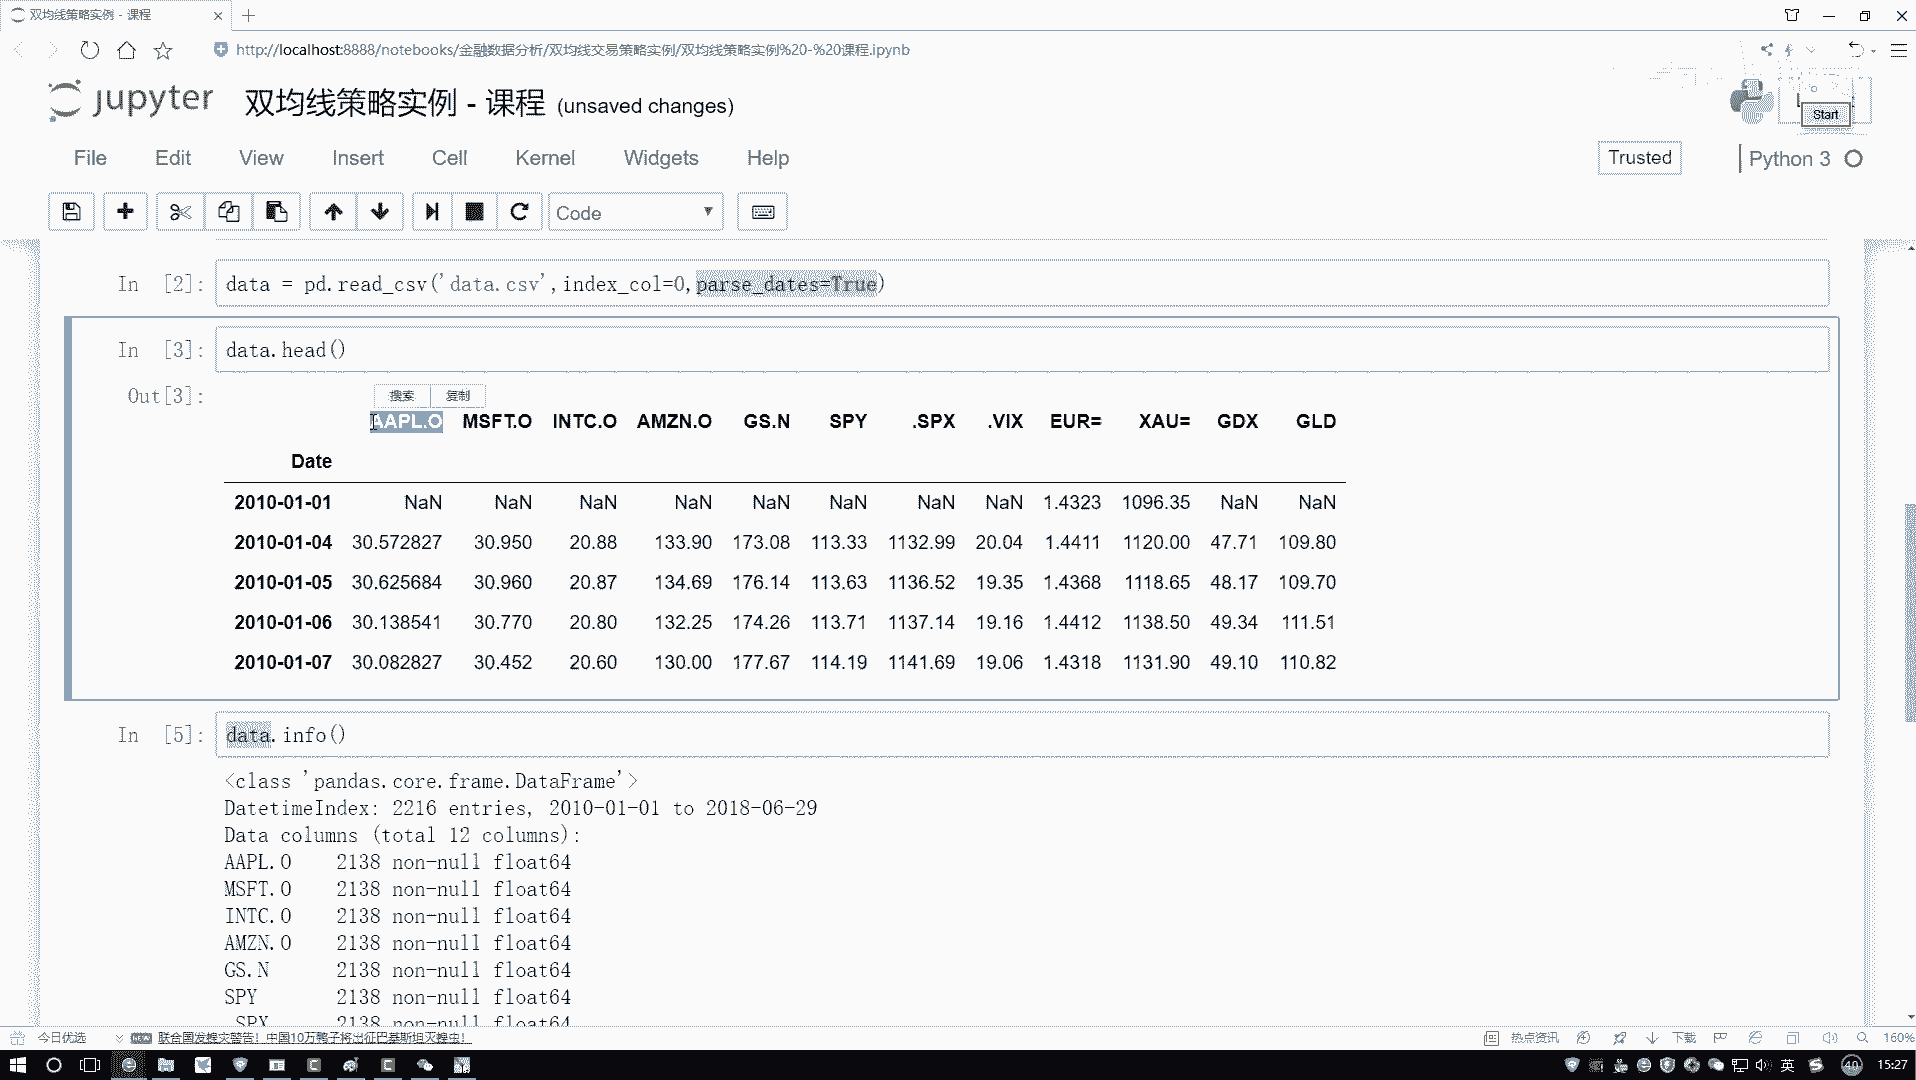 双均线策略实例 - 课程
http://localhost:8888/notebooks/金融数据分析/双均线交易策略实例/双均线策略实例%20-%20课程.ipynb
jupyter 双均线策略实例 - 课程 (unsaved changes)
Start
File Edit View Insert Cell Kernel Widgets Help
Trusted
Python 3
Code
In [2]: data = pd.read_csv('data.csv',index_col=0,parse_dates=True)
In [3]: data.head()
Out[3]:
搜索 复制
AAPL.O MSFT.O INTC.O AMZN.O GS.N SPY .SPX .VIX EUR= XAU= GDX GLD
Date
2010-01-01 NaN NaN NaN NaN NaN NaN NaN NaN 1.4323 1096.35 NaN NaN
2010-01-04 30.572827 30.950 20.88 133.90 173.08 113.33 1132.99 20.04 1.4411 1120.00 47.71 109.80
2010-01-05 30.625684 30.960 20.87 134.69 176.14 113.63 1136.52 19.35 1.4368 1118.65 48.17 109.70
2010-01-06 30.138541 30.770 20.80 132.25 174.26 113.71 1137.14 19.16 1.4412 1138.50 49.34 111.51
2010-01-07 30.082827 30.452 20.60 130.00 177.67 114.19 1141.69 19.06 1.4318 1131.90 49.10 110.82
In [5]: data.info()
<class 'pandas.core.frame.DataFrame'>
DatetimeIndex: 2216 entries, 2010-01-01 to 2018-06-29
Data columns (total 12 columns):
AAPL.O 2138 non-null float64
MSFT.O 2138 non-null float64
INTC.O 2138 non-null float64
AMZN.O 2138 non-null float64
GS.N 2138 non-null float64
SPY 2138 non-null float64
.SPX 2138 non-null float64
今日优选 NEW 联合国发蝗灾警告！中国10万鸭子将出征巴基斯坦灭蝗虫！ 热点资讯 下载 160%
英 40 15:27